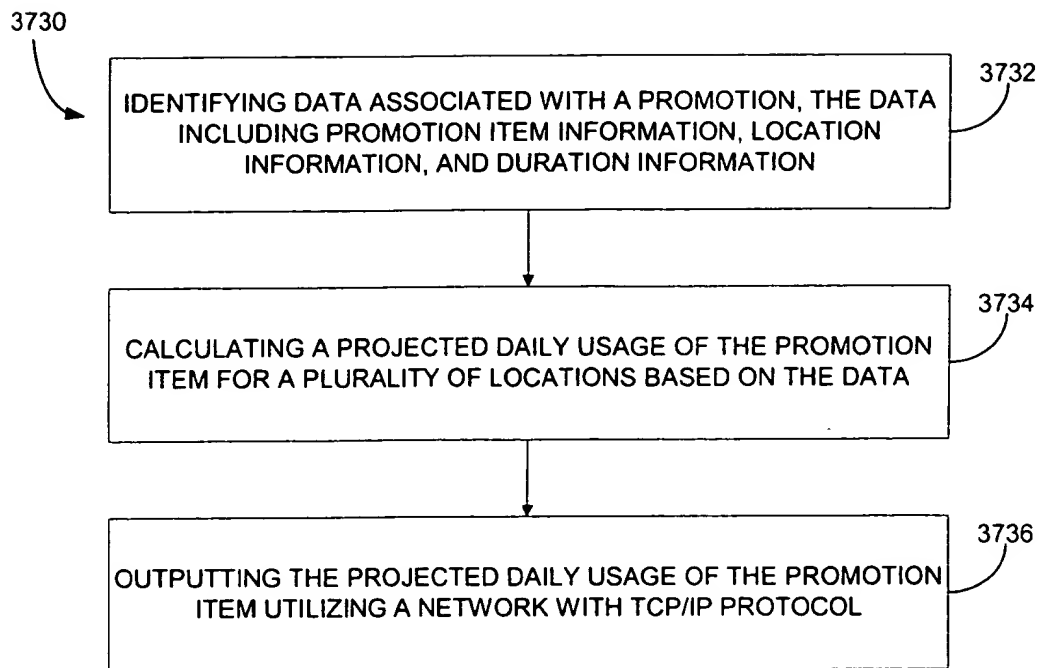 3730
3732
IDENTIFYING DATA ASSOCIATED WITH A PROMOTION, THE DATA
INCLUDING PROMOTION ITEM INFORMATION, LOCATION
INFORMATION, AND DURATION INFORMATION
3734
CALCULATING A PROJECTED DAILY USAGE OF THE PROMOTION
ITEM FOR A PLURALITY OF LOCATIONS BASED ON THE DATA
3736
OUTPUTTING THE PROJECTED DAILY USAGE OF THE PROMOTION
ITEM UTILIZING A NETWORK WITH TCP/IP PROTOCOL